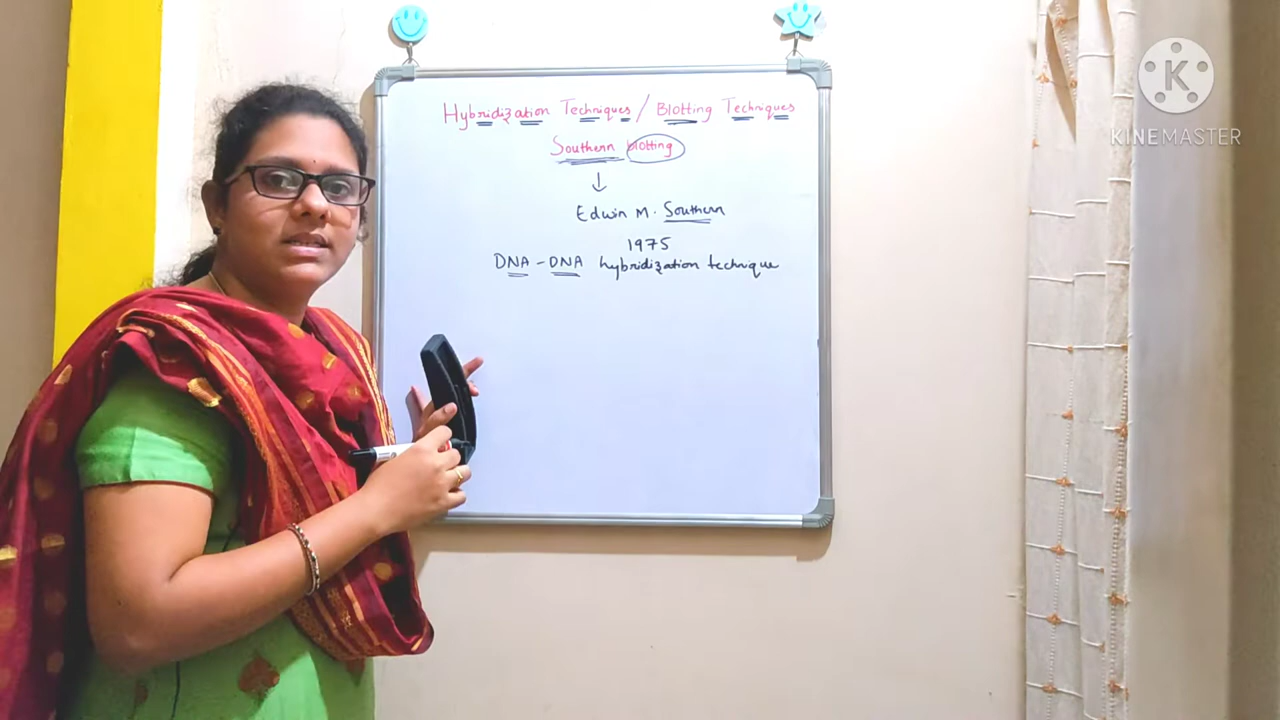 Hybridization Techniques / Blotting Techniques
Southern blotting
↓
Edwin M. Southern
1975
DNA - DNA hybridization technique
K
KINEMASTER